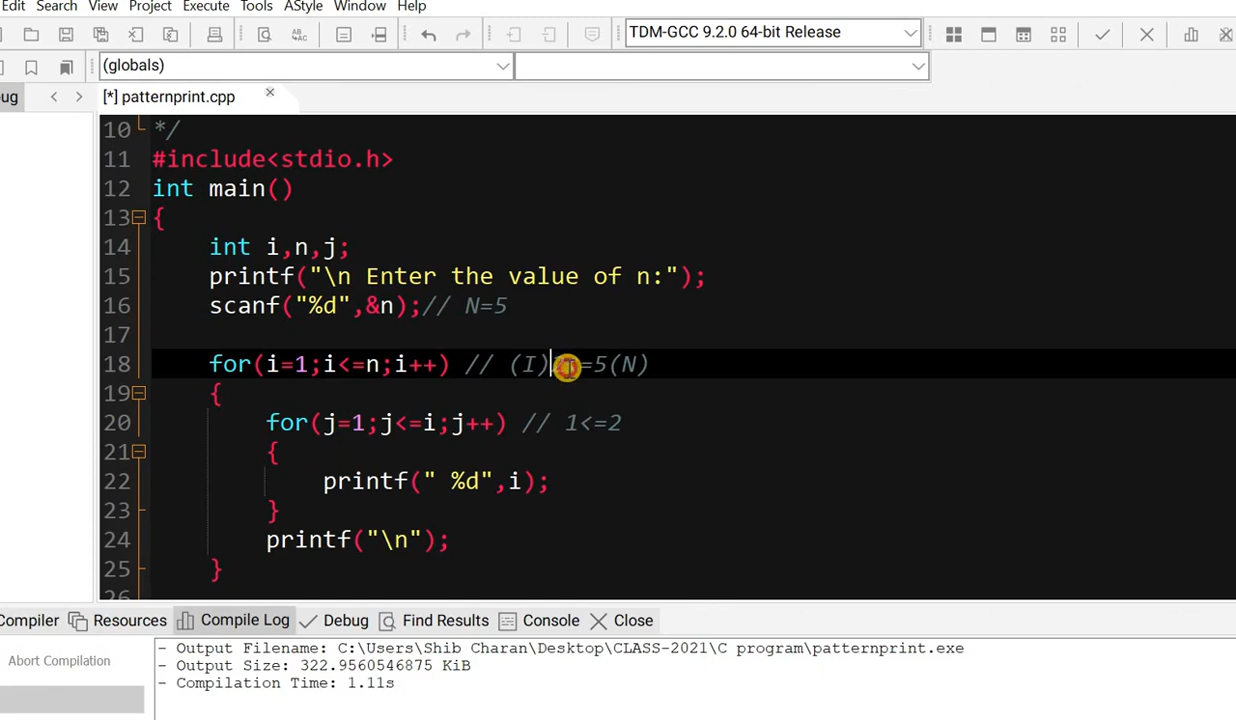 Edit Search View Project Execute Tools AStyle Window Help
TDM-GCC 9.2.0 64-bit Release
(globals)
[*] patternprint.cpp
10 */
11 #include<stdio.h>
12 int main()
13 {
14 int i,n,j;
15 printf("\n Enter the value of n:");
16 scanf("%d",&n);// N=5
17
18 for(i=1;i<=n;i++) // (I) =5(N)
19 {
20 for(j=1;j<=i;j++) // 1<=2
21 {
22 printf(" %d",i);
23 }
24 printf("\n");
25 }
26
Compiler Resources Compile Log Debug Find Results Console Close
Abort Compilation
- Output Filename: C:\Users\Shib Charan\Desktop\CLASS-2021\C program\patternprint.exe
- Output Size: 322.9560546875 KiB
- Compilation Time: 1.11s